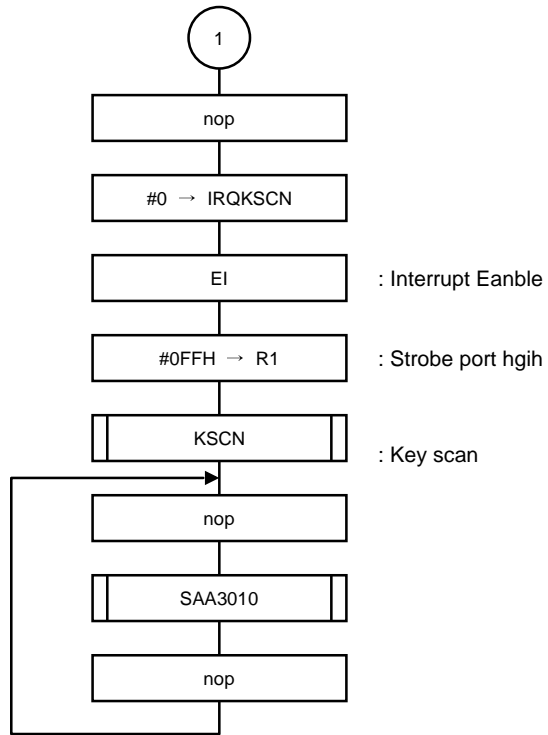 1
nop
#0 → IRQKSCN
EI : Interrupt Eanble
#0FFH → R1 : Strobe port hgih
KSCN
: Key scan
nop
SAA3010
nop